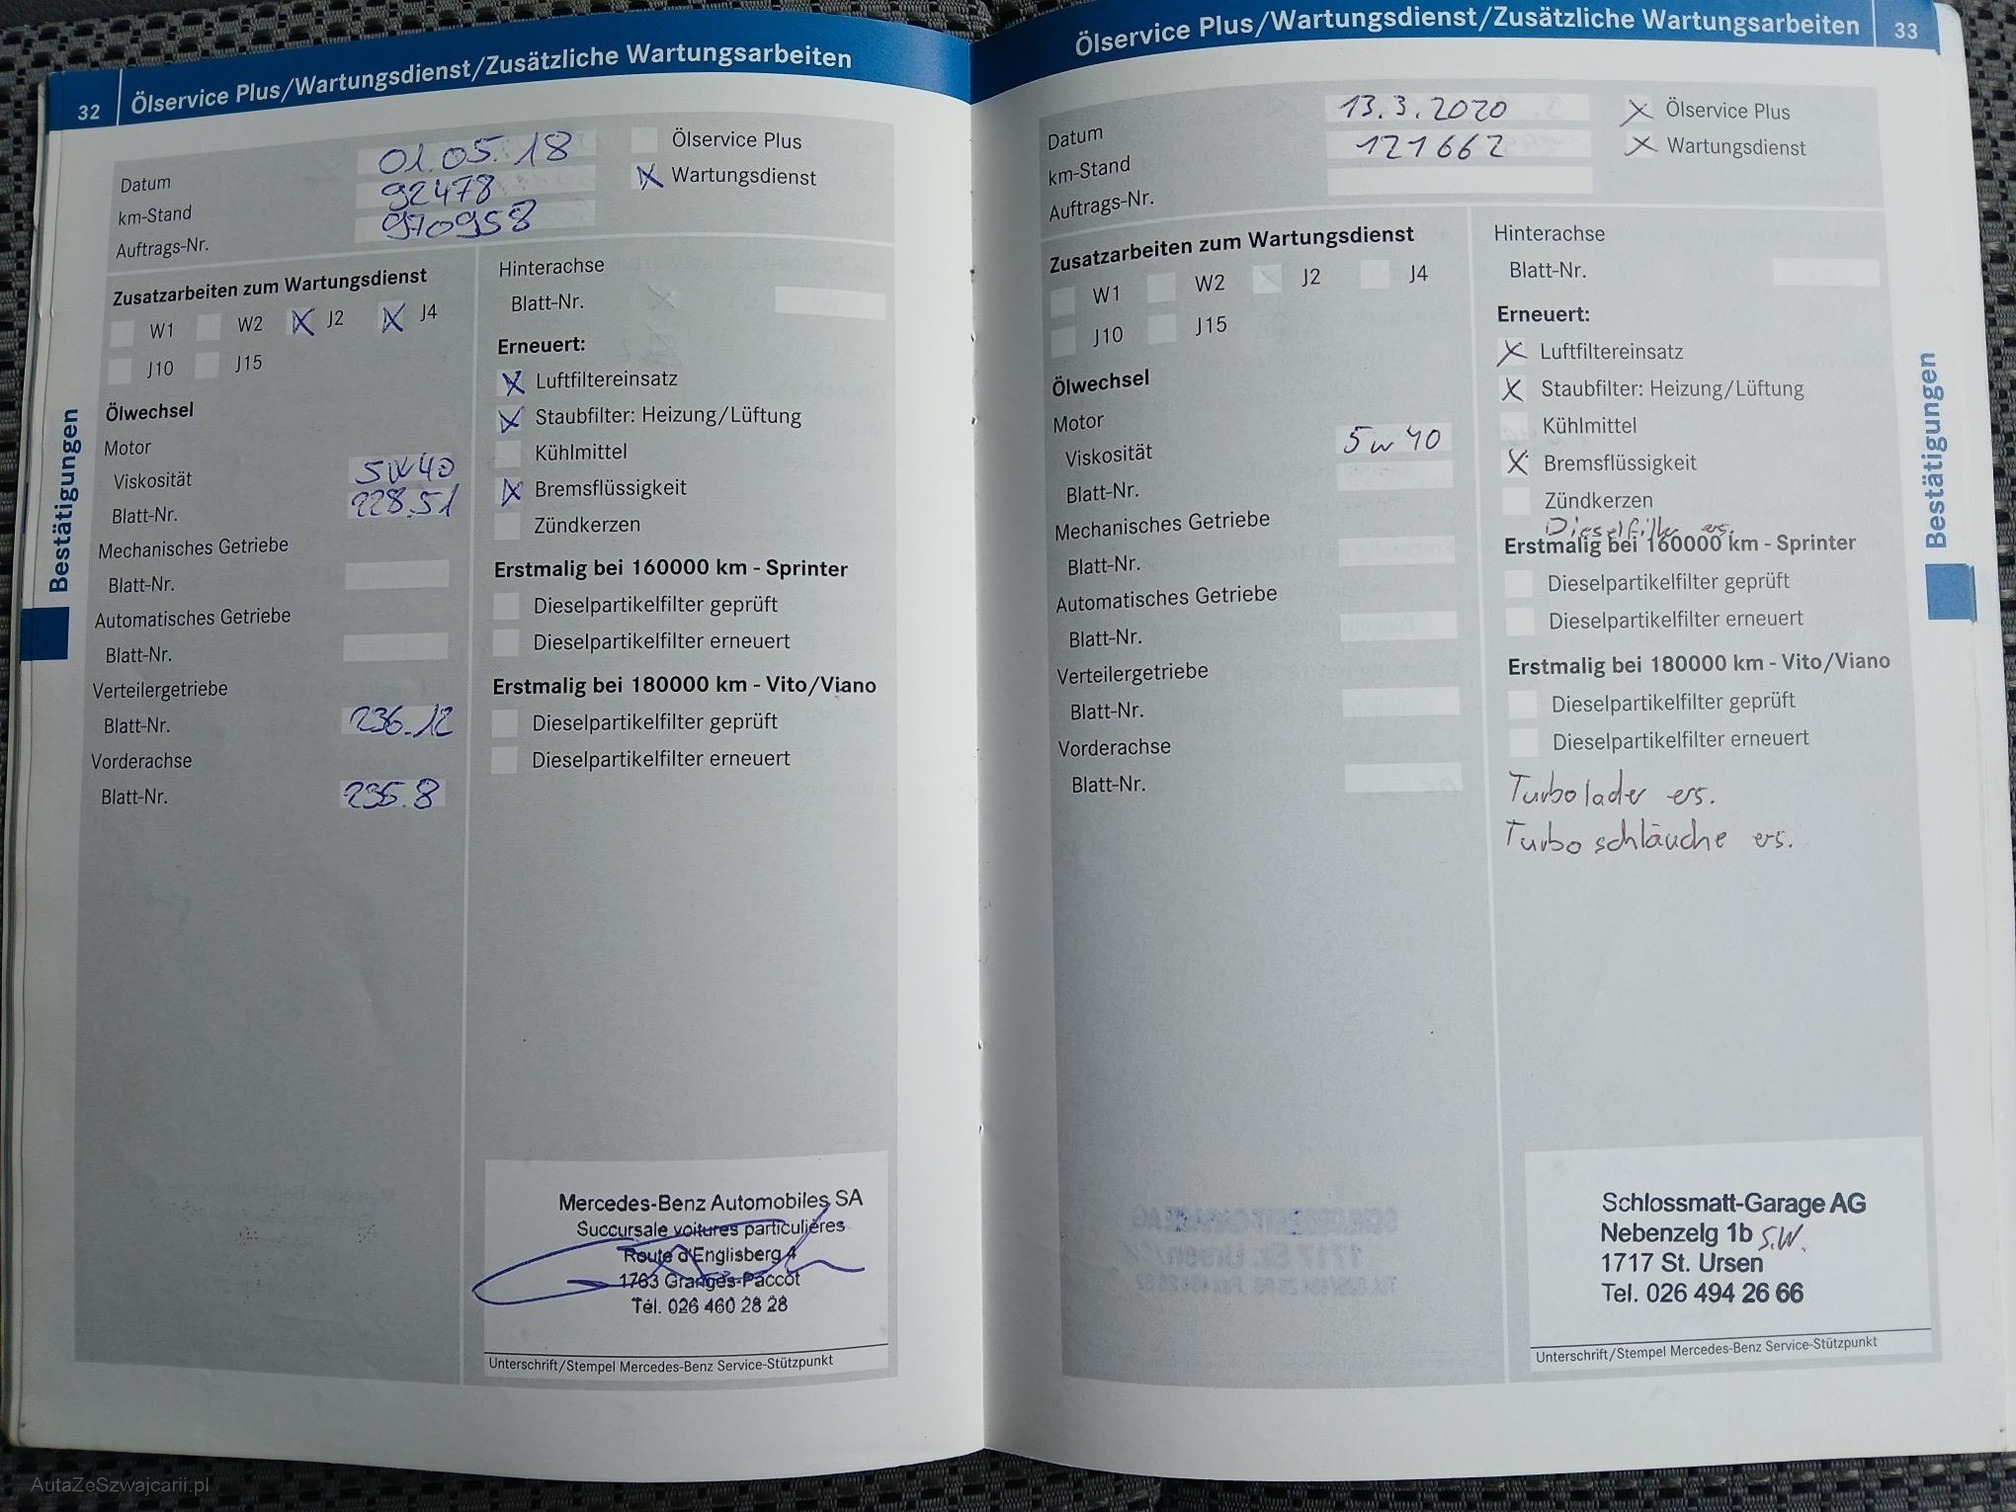 32 Ölservice Plus/Wartungsdienst/Zusätzliche Wartungsarbeiten
Datum 01.05.18
km-Stand 92478
Auftrags-Nr. 970958
Ölservice Plus
X Wartungsdienst
Zusatzarbeiten zum Wartungsdienst
W1 W2 X J2 X J4
J10 J15
Ölwechsel
Motor
Viskosität 5W40
Blatt-Nr. 228.51
Mechanisches Getriebe
Blatt-Nr.
Automatisches Getriebe
Blatt-Nr.
Verteilergetriebe
Blatt-Nr. 236.12
Vorderachse
Blatt-Nr. 235.8
Hinterachse
Blatt-Nr.
Erneuert:
X Luftfiltereinsatz
X Staubfilter: Heizung/Lüftung
Kühlmittel
X Bremsflüssigkeit
Zündkerzen
Erstmalig bei 160000 km - Sprinter
Dieselpartikelfilter geprüft
Dieselpartikelfilter erneuert
Erstmalig bei 180000 km - Vito/Viano
Dieselpartikelfilter geprüft
Dieselpartikelfilter erneuert
Mercedes-Benz Automobiles SA
Succursale voitures particulières
Route d'Englisberg 4
1763 Granges-Paccot
Tél. 026 460 28 28
Unterschrift/Stempel Mercedes-Benz Service-Stützpunkt
Bestätigungen
Ölservice Plus/Wartungsdienst/Zusätzliche Wartungsarbeiten 33
Datum 13.3.2020
km-Stand 121662
Auftrags-Nr.
X Ölservice Plus
X Wartungsdienst
Zusatzarbeiten zum Wartungsdienst
W1 W2 J2 J4
J10 J15
Ölwechsel
Motor
Viskosität 5w40
Blatt-Nr.
Mechanisches Getriebe
Blatt-Nr.
Automatisches Getriebe
Blatt-Nr.
Verteilergetriebe
Blatt-Nr.
Vorderachse
Blatt-Nr.
Hinterachse
Blatt-Nr.
Erneuert:
X Luftfiltereinsatz
X Staubfilter: Heizung/Lüftung
Kühlmittel
X Bremsflüssigkeit
Zündkerzen
Dieselfilter ers.
Erstmalig bei 160000 km - Sprinter
Dieselpartikelfilter geprüft
Dieselpartikelfilter erneuert
Erstmalig bei 180000 km - Vito/Viano
Dieselpartikelfilter geprüft
Dieselpartikelfilter erneuert
Turbolader ers.
Turboschläuche ers.
Schlossmatt-Garage AG
Nebenzelg 1b S.W.
1717 St. Ursen
Tel. 026 494 26 66
Unterschrift/Stempel Mercedes-Benz Service-Stützpunkt
Bestätigungen
AutaZeSzwajcarii.pl